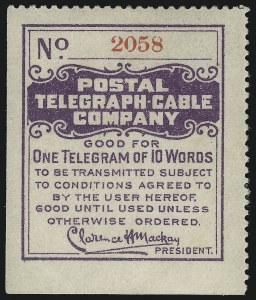 No. 2058
POSTAL
TELEGRAPH-CABLE
COMPANY
GOOD FOR
ONE TELEGRAM OF 10 WORDS
TO BE TRANSMITTED SUBJECT
TO CONDITIONS AGREED TO
BY THE USER HEREOF.
GOOD UNTIL USED UNLESS
OTHERWISE ORDERED.
Clarence H Mackay
PRESIDENT.